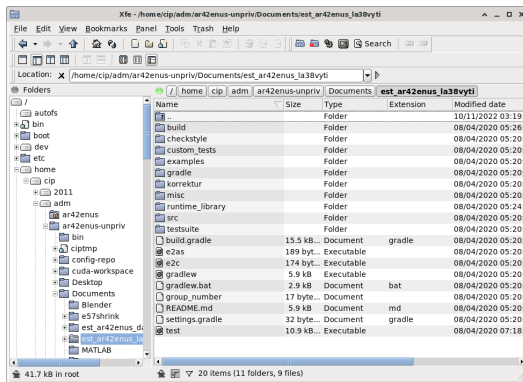 Xfe - /home/cip/adm/ar42enus-unpriv/Documents/est_ar42enus_la38vyti
File Edit View Bookmarks Panel Tools Trash Help
Search
Location: /home/cip/adm/ar42enus-unpriv/Documents/est_ar42enus_la38vyti
Folders
/ home cip adm ar42enus-unpriv Documents est_ar42enus_la38vyti
/
autofs
bin
boot
dev
etc
home
cip
2011
adm
ar42enus
ar42enus-unpriv
bin
ciptmp
config-repo
cuda-workspace
Desktop
Documents
Blender
e57shrink
est_ar42enus_da
est_ar42enus_la
MATLAB
41.7 kB in root
Name Size Type Extension Modified date
.. Folder 10/11/2022 03:19
build Folder 08/04/2020 05:26
checkstyle Folder 08/04/2020 05:20
custom_tests Folder 08/04/2020 05:20
examples Folder 08/04/2020 05:20
gradle Folder 08/04/2020 05:20
korrektur Folder 08/04/2020 05:20
misc Folder 08/04/2020 05:20
runtime_library Folder 08/04/2020 05:24
src Folder 08/04/2020 05:20
testsuite Folder 08/04/2020 05:20
build.gradle 15.5 kB... Document gradle 08/04/2020 05:20
e2as 189 byt... Executable 08/04/2020 05:20
e2c 174 byt... Executable 08/04/2020 05:20
gradlew 5.9 kB Executable 08/04/2020 05:20
gradlew.bat 2.9 kB Document bat 08/04/2020 05:20
group_number 17 byte... Document 08/04/2020 05:20
README.md 5.9 kB Document md 08/04/2020 05:20
settings.gradle 32 byte... Document gradle 08/04/2020 05:20
test 10.9 kB... Executable 08/04/2020 07:18
20 items (11 folders, 9 files)